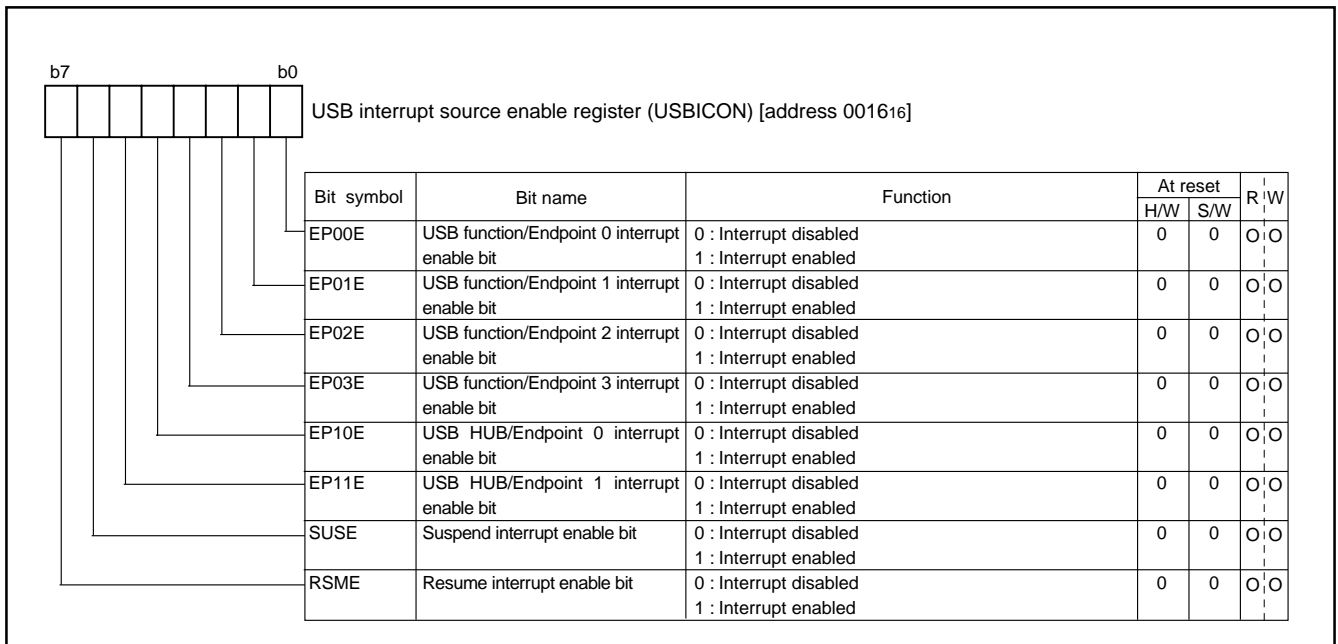 b7 b0
USB interrupt source enable register (USBICON) [address 001616]
Bit symbol Bit name Function At reset R W
H/W S/W
EP00E USB function/Endpoint 0 interrupt 0 : Interrupt disabled 0 0 O O
enable bit 1 : Interrupt enabled
EP01E USB function/Endpoint 1 interrupt 0 : Interrupt disabled 0 0 O O
enable bit 1 : Interrupt enabled
EP02E USB function/Endpoint 2 interrupt 0 : Interrupt disabled 0 0 O O
enable bit 1 : Interrupt enabled
EP03E USB function/Endpoint 3 interrupt 0 : Interrupt disabled 0 0 O O
enable bit 1 : Interrupt enabled
EP10E USB HUB/Endpoint 0 interrupt 0 : Interrupt disabled 0 0 O O
enable bit 1 : Interrupt enabled
EP11E USB HUB/Endpoint 1 interrupt 0 : Interrupt disabled 0 0 O O
enable bit 1 : Interrupt enabled
SUSE Suspend interrupt enable bit 0 : Interrupt disabled 0 0 O O
1 : Interrupt enabled
RSME Resume interrupt enable bit 0 : Interrupt disabled 0 0 O O
1 : Interrupt enabled